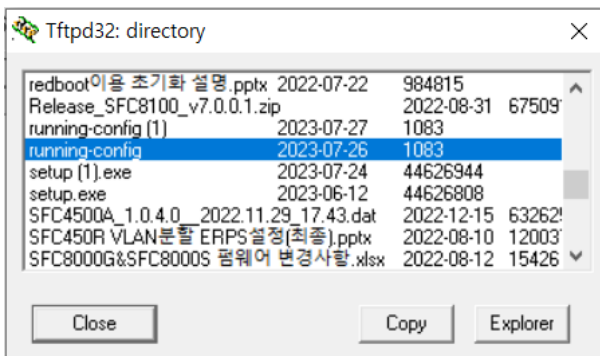 Tftpd32: directory
redboot이용 초기화 설명.pptx 2022-07-22 984815
Release_SFC8100_v7.0.0.1.zip 2022-08-31 67509
running-config (1) 2023-07-27 1083
running-config 2023-07-26 1083
setup (1).exe 2023-07-24 44626944
setup.exe 2023-06-12 44626808
SFC4500A_1.0.4.0__2022.11.29_17.43.dat 2022-12-15 63262
SFC450R VLAN분할 ERPS설정(최종).pptx 2022-08-10 12003
SFC8000G&SFC8000S 펌웨어 변경사항.xlsx 2022-08-12 15426
Close Copy Explorer